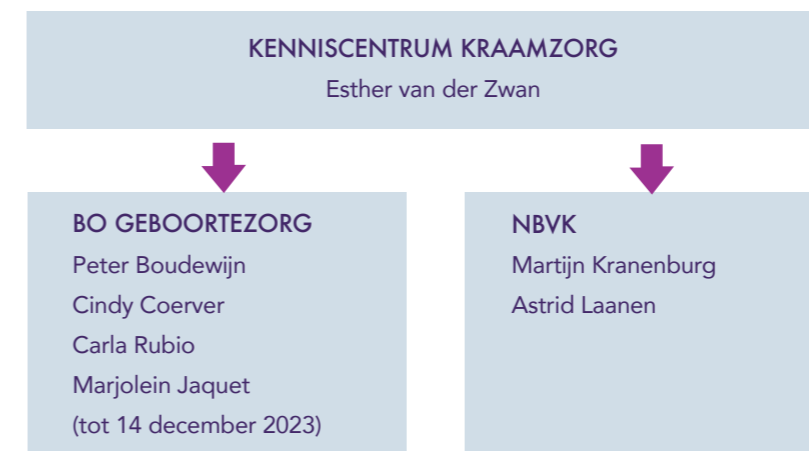 KENNISCENTRUM KRAAMZORG
Esther van der Zwan
BO GEBOORTEZORG
Peter Boudewijn
Cindy Coerver
Carla Rubio
Marjolein Jaquet
(tot 14 december 2023)
NBVK
Martijn Kranenburg
Astrid Laanen